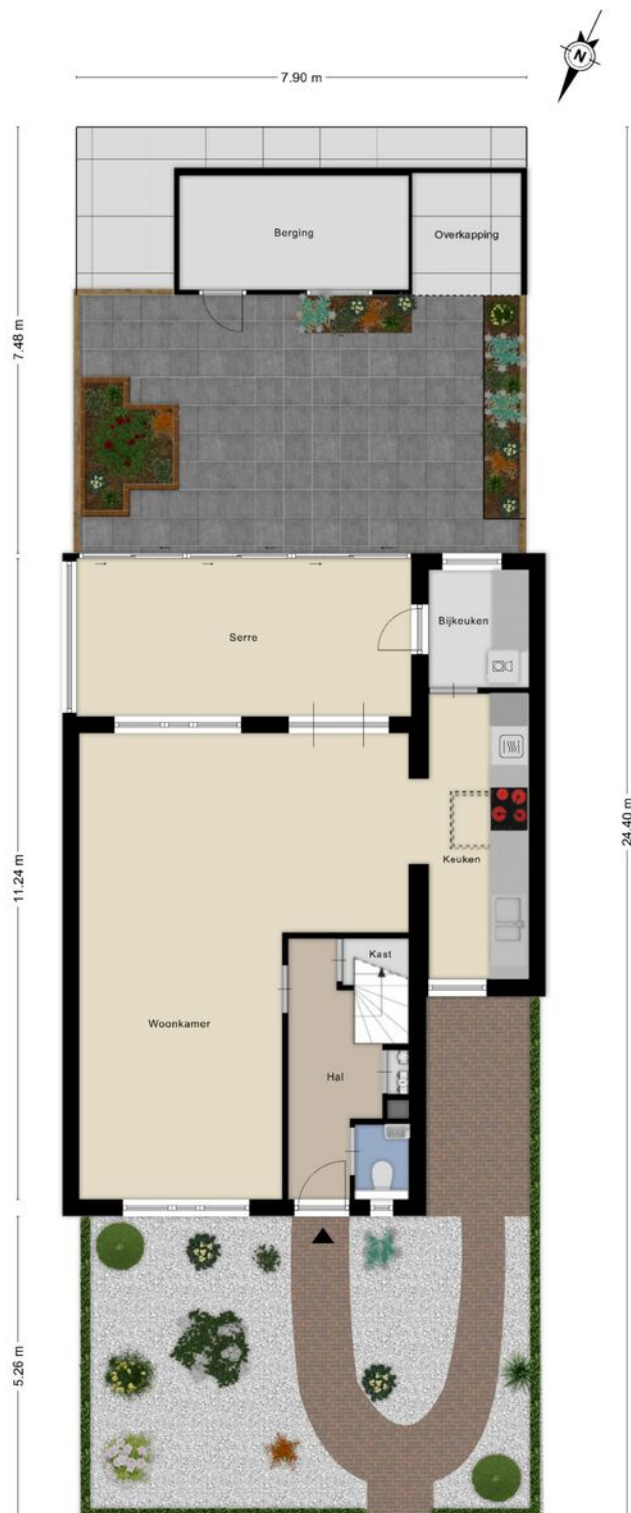 N
7.90 m
Berging
Overkapping
7.48 m
Serre
Bijkeuken
24.40 m
11.24 m
Keuken
Kast
Woonkamer
Hal
5.26 m